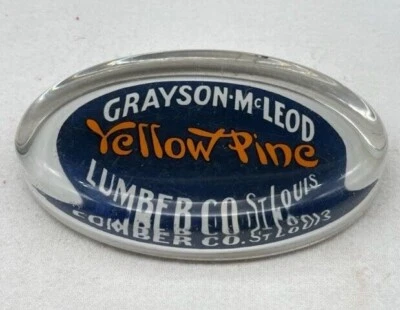 GRAYSON-McLEOD
Yellow Pine
LUMBER CO. ST LOUIS